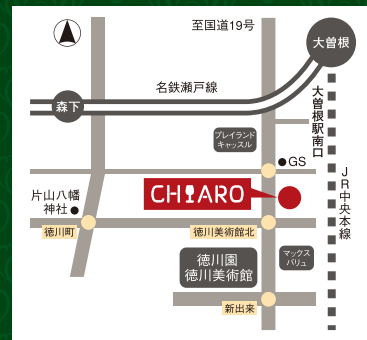 至国道19号
大曽根
名鉄瀬戸線
森下
大曽根駅南口
プレイランド
キャッスル
GS
JR中央本線
CHIARO
片山八幡
神社
徳川町
徳川美術館北
徳川園
徳川美術館
マックス
バリュ
新出来